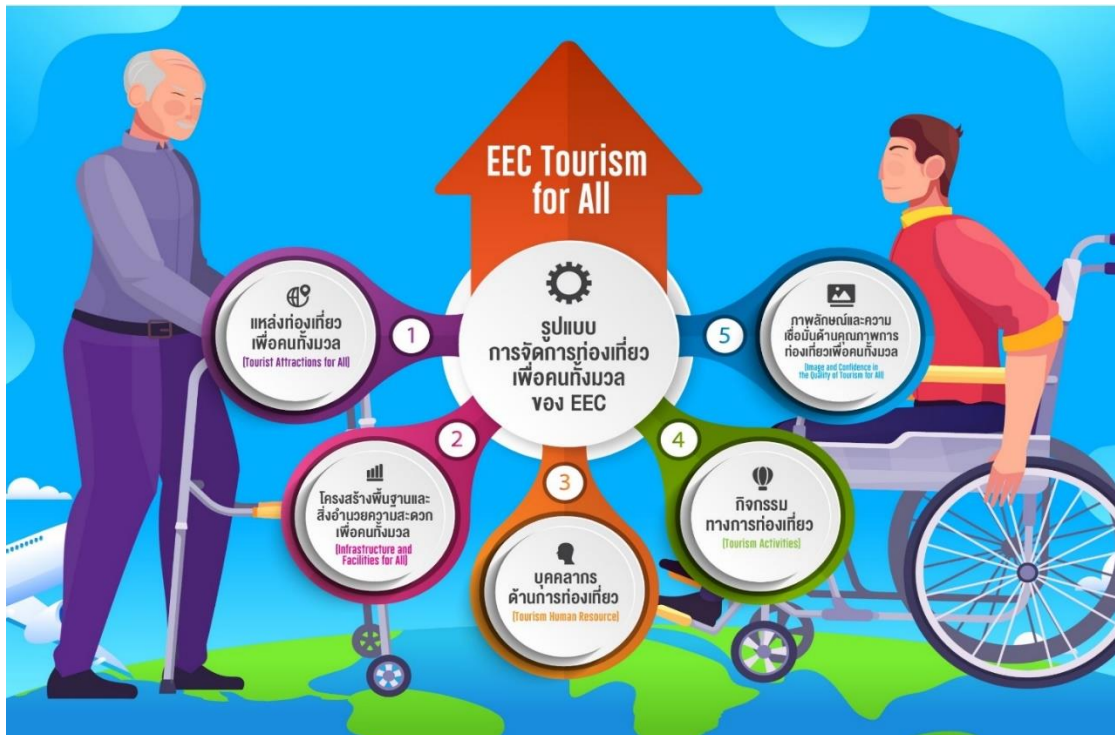 EEC Tourism
for All
รูปแบบ
การจัดการท่องเที่ยว
เพื่อคนทั้งมวล
ของ EEC
1
แหล่งท่องเที่ยว
เพื่อคนทั้งมวล
(Tourist Attractions for All)
2
โครงสร้างพื้นฐานและ
สิ่งอำนวยความสะดวก
เพื่อคนทั้งมวล
(Infrastructure and
Facilities for All)
3
บุคคลากร
ด้านการท่องเที่ยว
(Tourism Human Resource)
4
กิจกรรม
ทางการท่องเที่ยว
(Tourism Activities)
5
ภาพลักษณ์และความ
เชื่อมั่นด้านคุณภาพการ
ท่องเที่ยวเพื่อคนทั้งมวล
(Image and Confidence in
the Quality of Tourism for All)